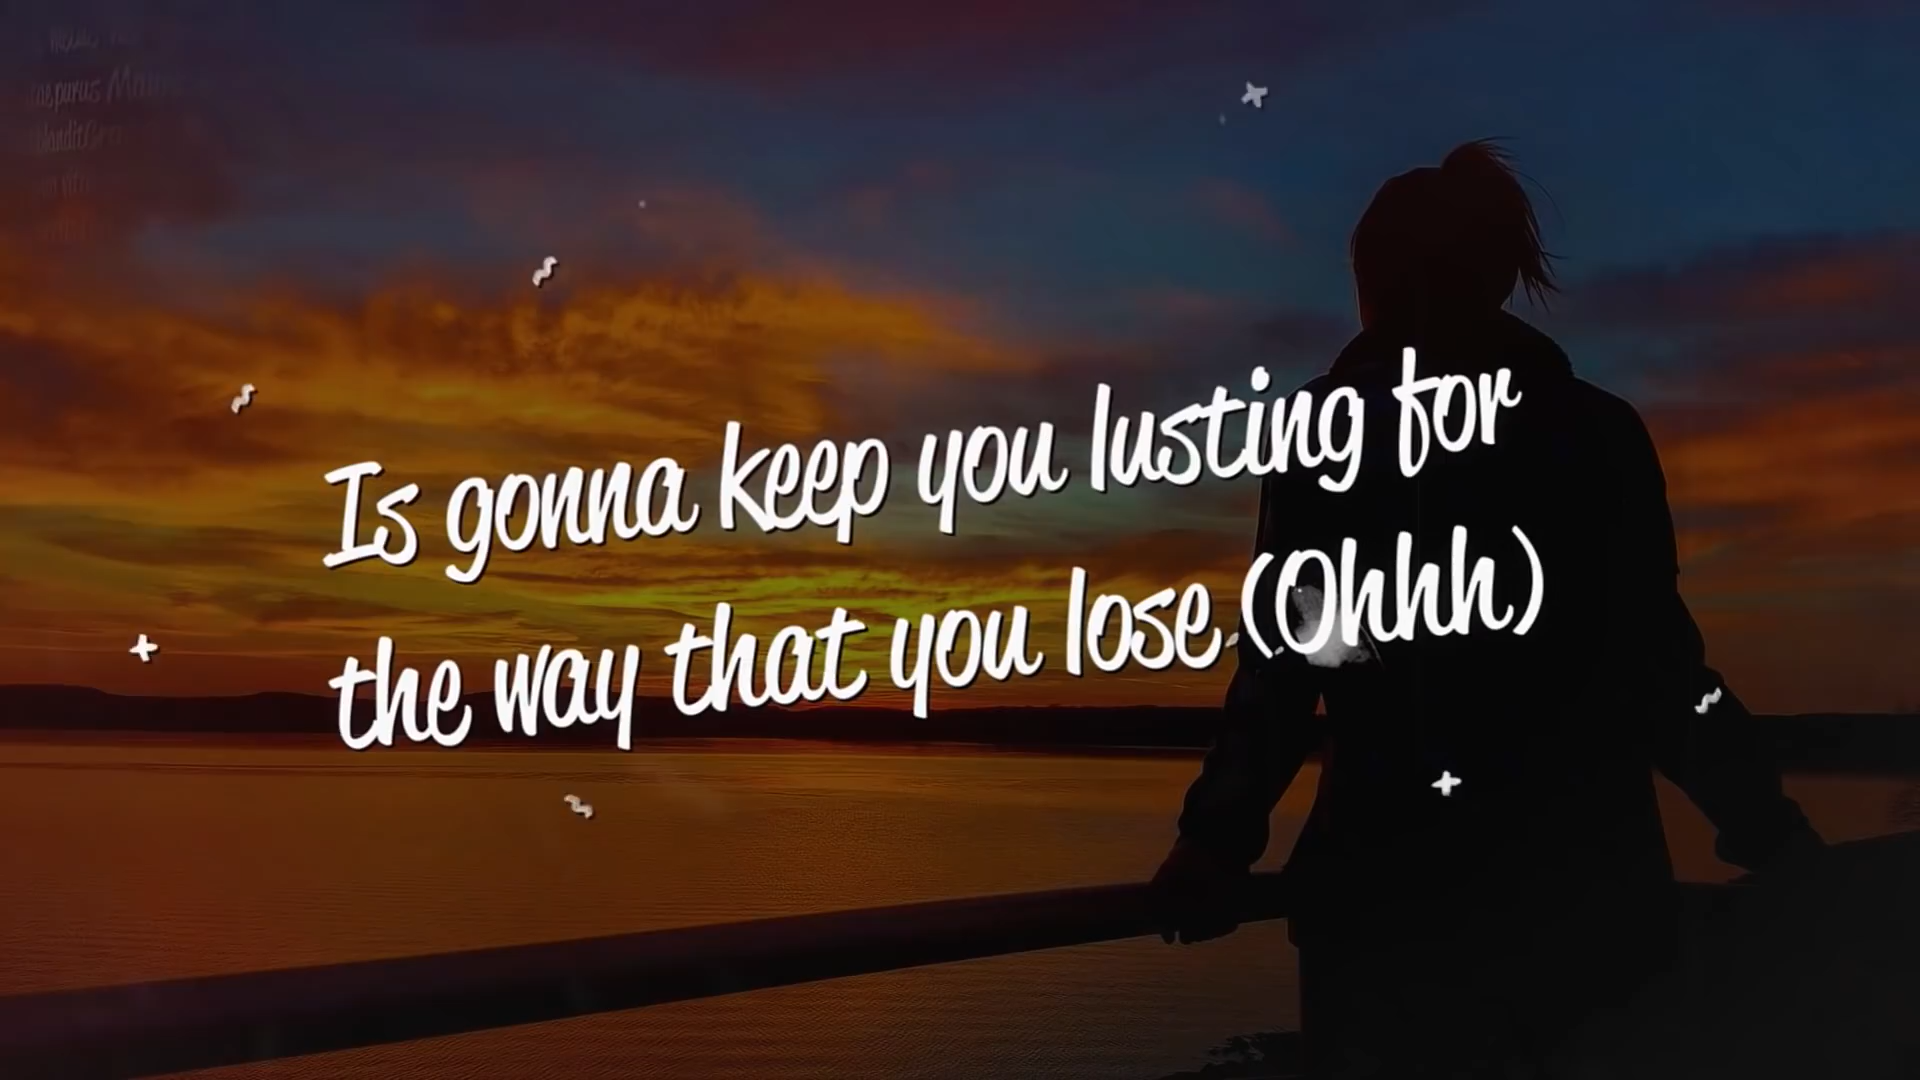 Is gonna keep you lusting for
the way that you lose (Ohhh)